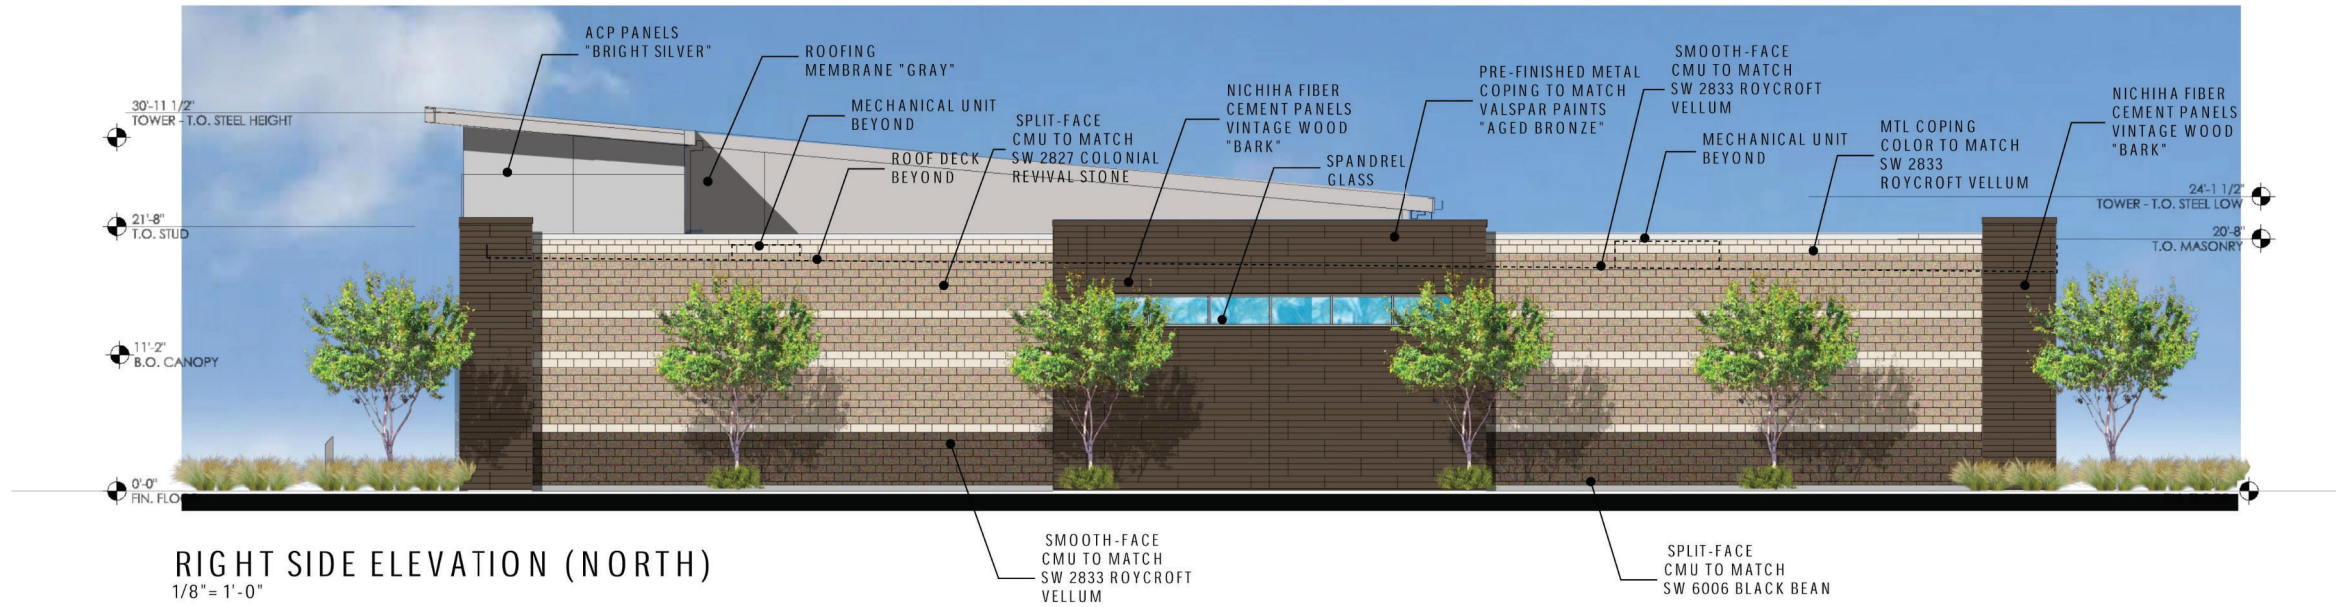 ACP PANELS
"BRIGHT SILVER"
ROOFING
MEMBRANE "GRAY"
MECHANICAL UNIT
BEYOND
ROOF DECK
BEYOND
SPLIT-FACE
CMU TO MATCH
SW 2827 COLONIAL
REVIVAL STONE
NICHIHA FIBER
CEMENT PANELS
VINTAGE WOOD
"BARK"
SPANDREL
GLASS
PRE-FINISHED METAL
COPING TO MATCH
VALSPAR PAINTS
"AGED BRONZE"
SMOOTH-FACE
CMU TO MATCH
SW 2833 ROYCROFT
VELLUM
MECHANICAL UNIT
BEYOND
MTL COPING
COLOR TO MATCH
SW 2833
ROYCROFT VELLUM
NICHIHA FIBER
CEMENT PANELS
VINTAGE WOOD
"BARK"
30'-11 1/2"
TOWER - T.O. STEEL HEIGHT
21'-8"
T.O. STUD
11'-2"
B.O. CANOPY
0'-0"
FIN. FLO
24'-1 1/2"
TOWER - T.O. STEEL LOW
20'-8"
T.O. MASONRY
SMOOTH-FACE
CMU TO MATCH
SW 2833 ROYCROFT
VELLUM
SPLIT-FACE
CMU TO MATCH
SW 6006 BLACK BEAN
RIGHT SIDE ELEVATION (NORTH)
1/8"= 1'-0"